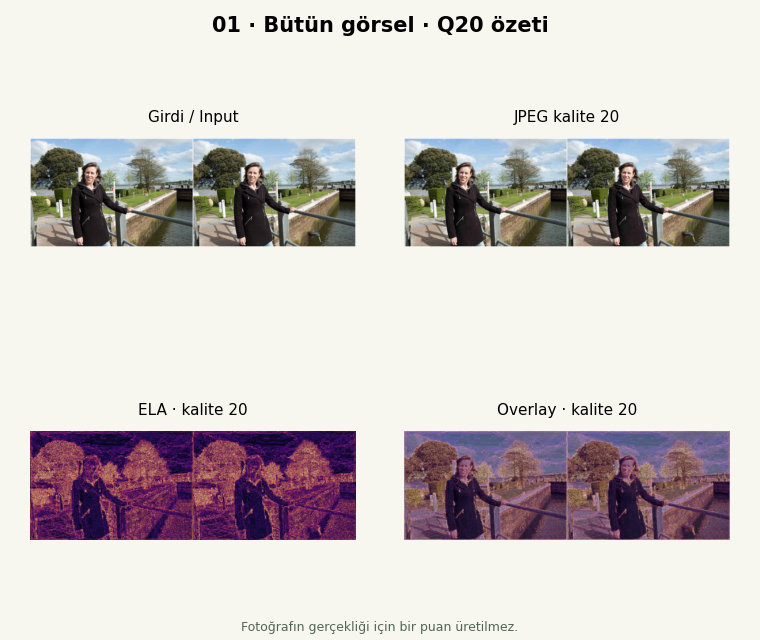 01 · Bütün görsel · Q20 özeti
Girdi / Input
JPEG kalite 20
ELA · kalite 20
Overlay · kalite 20
Fotoğrafın gerçekliği için bir puan üretilmez.